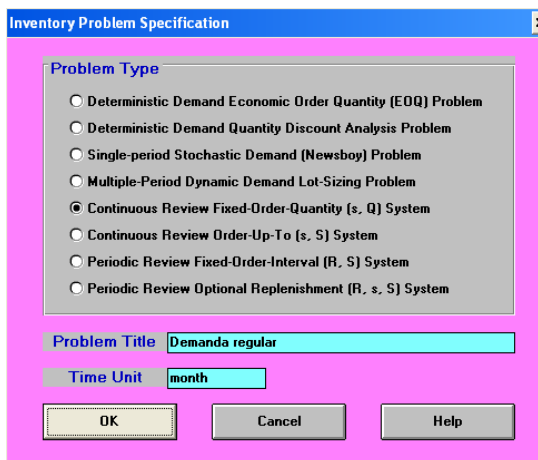 Inventory Problem Specification
Problem Type
Deterministic Demand Economic Order Quantity (EOQ) Problem
Deterministic Demand Quantity Discount Analysis Problem
Single-period Stochastic Demand (Newsboy) Problem
Multiple-Period Dynamic Demand Lot-Sizing Problem
Continuous Review Fixed-Order-Quantity (s, Q) System
Continuous Review Order-Up-To (s, S) System
Periodic Review Fixed-Order-Interval (R, S) System
Periodic Review Optional Replenishment (R, s, S) System
Problem Title Demanda regular
Time Unit month
OK Cancel Help